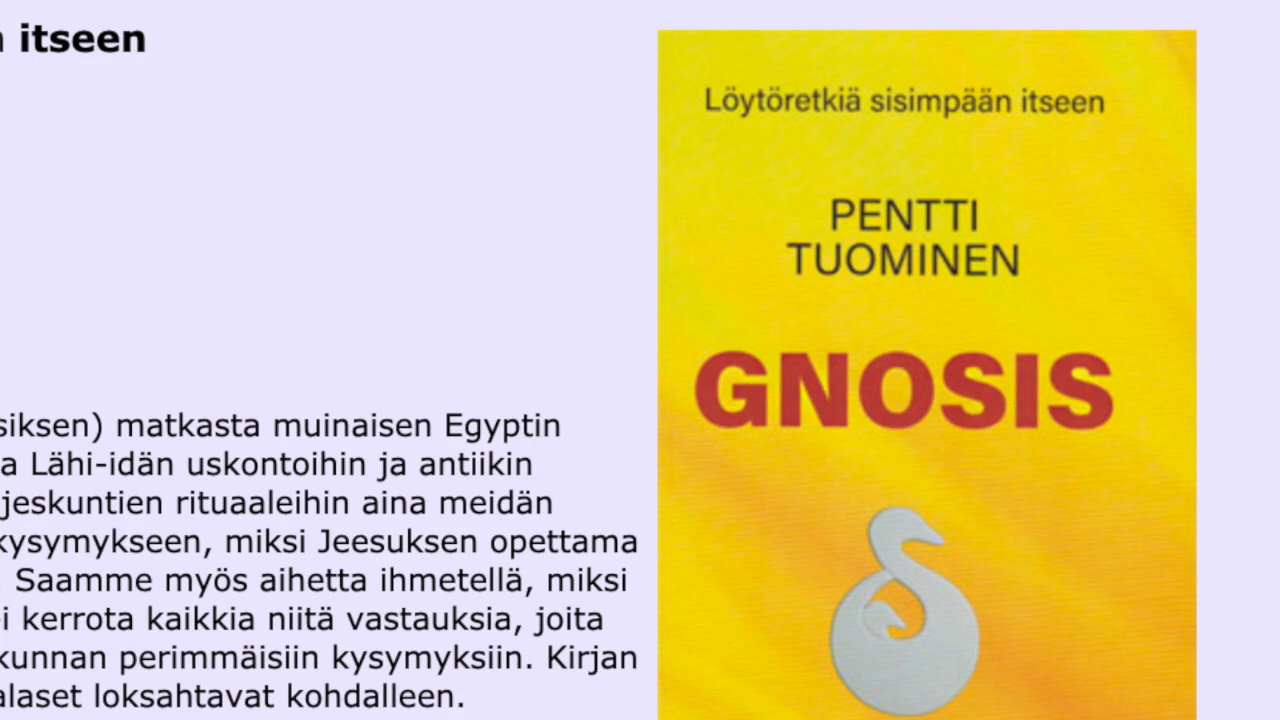 itseen
siksen) matkasta muinaisen Egyptin
a Lähi-idän uskontoihin ja antiikin
jeskuntien rituaaleihin aina meidän
kysymykseen, miksi Jeesuksen opettama
. Saamme myös aihetta ihmetellä, miksi
i kerrota kaikkia niitä vastauksia, joita
kunnan perimmäisiin kysymyksiin. Kirjan
alaset loksahtavat kohdalleen.
Löytöretkiä sisimpään itseen
PENTTI
TUOMINEN
GNOSIS